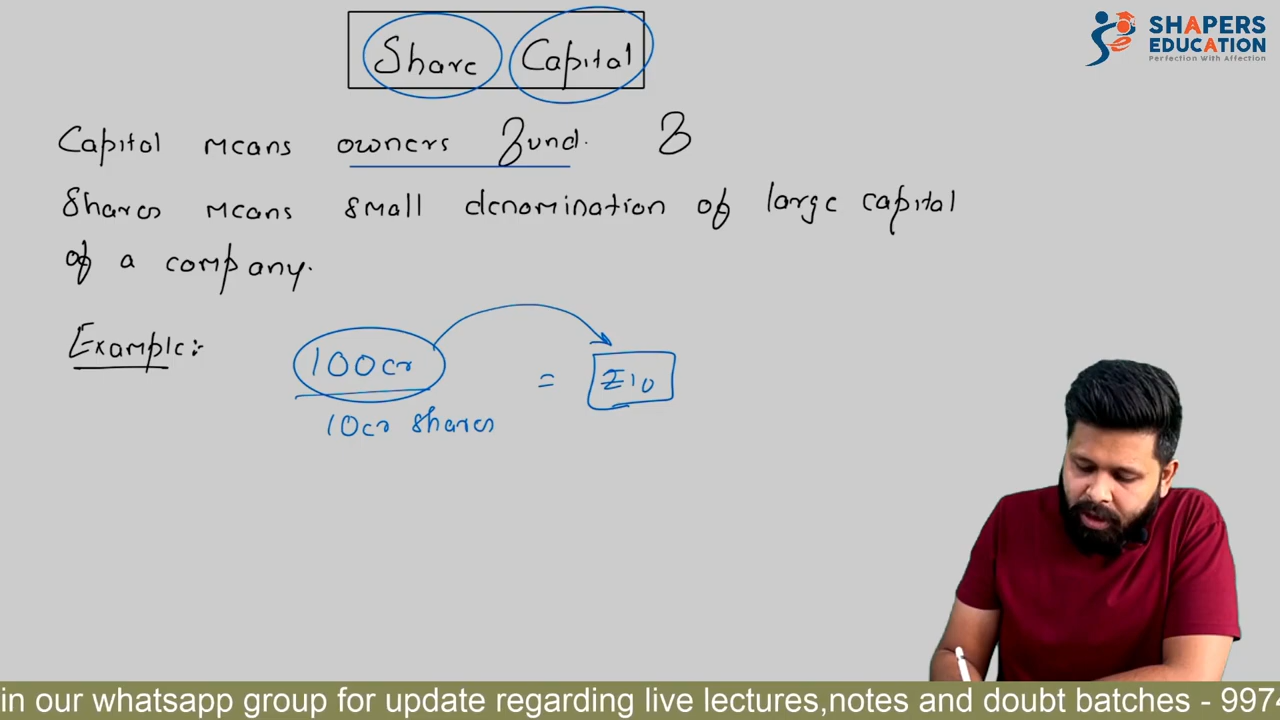 Share Capital
SHAPERS
EDUCATION
Perfection With Affection
Capital means owners fund. &
Shares means small denomination of large capital
of a company.
Example:
100cr
10cr shares
= ₹10
in our whatsapp group for update regarding live lectures,notes and doubt batches - 9974